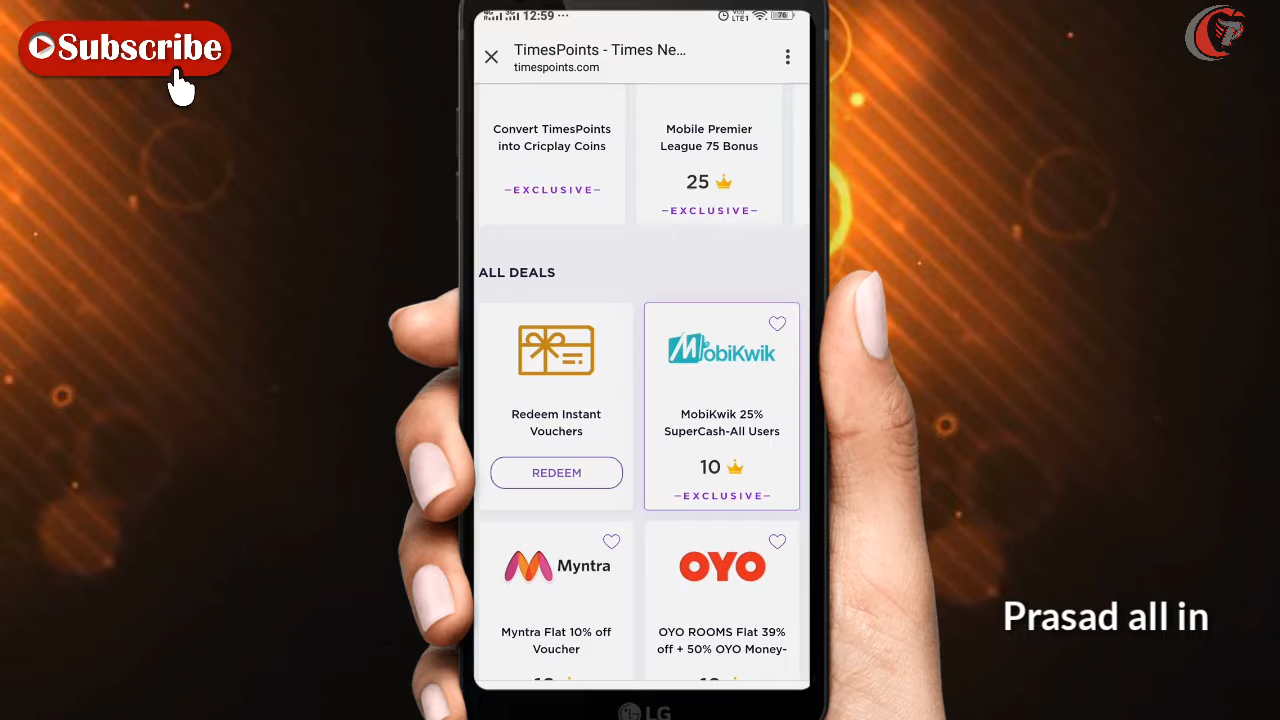 Subscribe
12:59 ...
LTE1
76
TimesPoints - Times Ne...
timespoints.com
Convert TimesPoints
into Cricplay Coins
–EXCLUSIVE–
Mobile Premier
League 75 Bonus
25
–EXCLUSIVE–
ALL DEALS
Redeem Instant
Vouchers
REDEEM
MobiKwik
MobiKwik 25%
SuperCash-All Users
10
–EXCLUSIVE–
Myntra
Myntra Flat 10% off
Voucher
OYO
OYO ROOMS Flat 39%
off + 50% OYO Money-
LG
Prasad all in